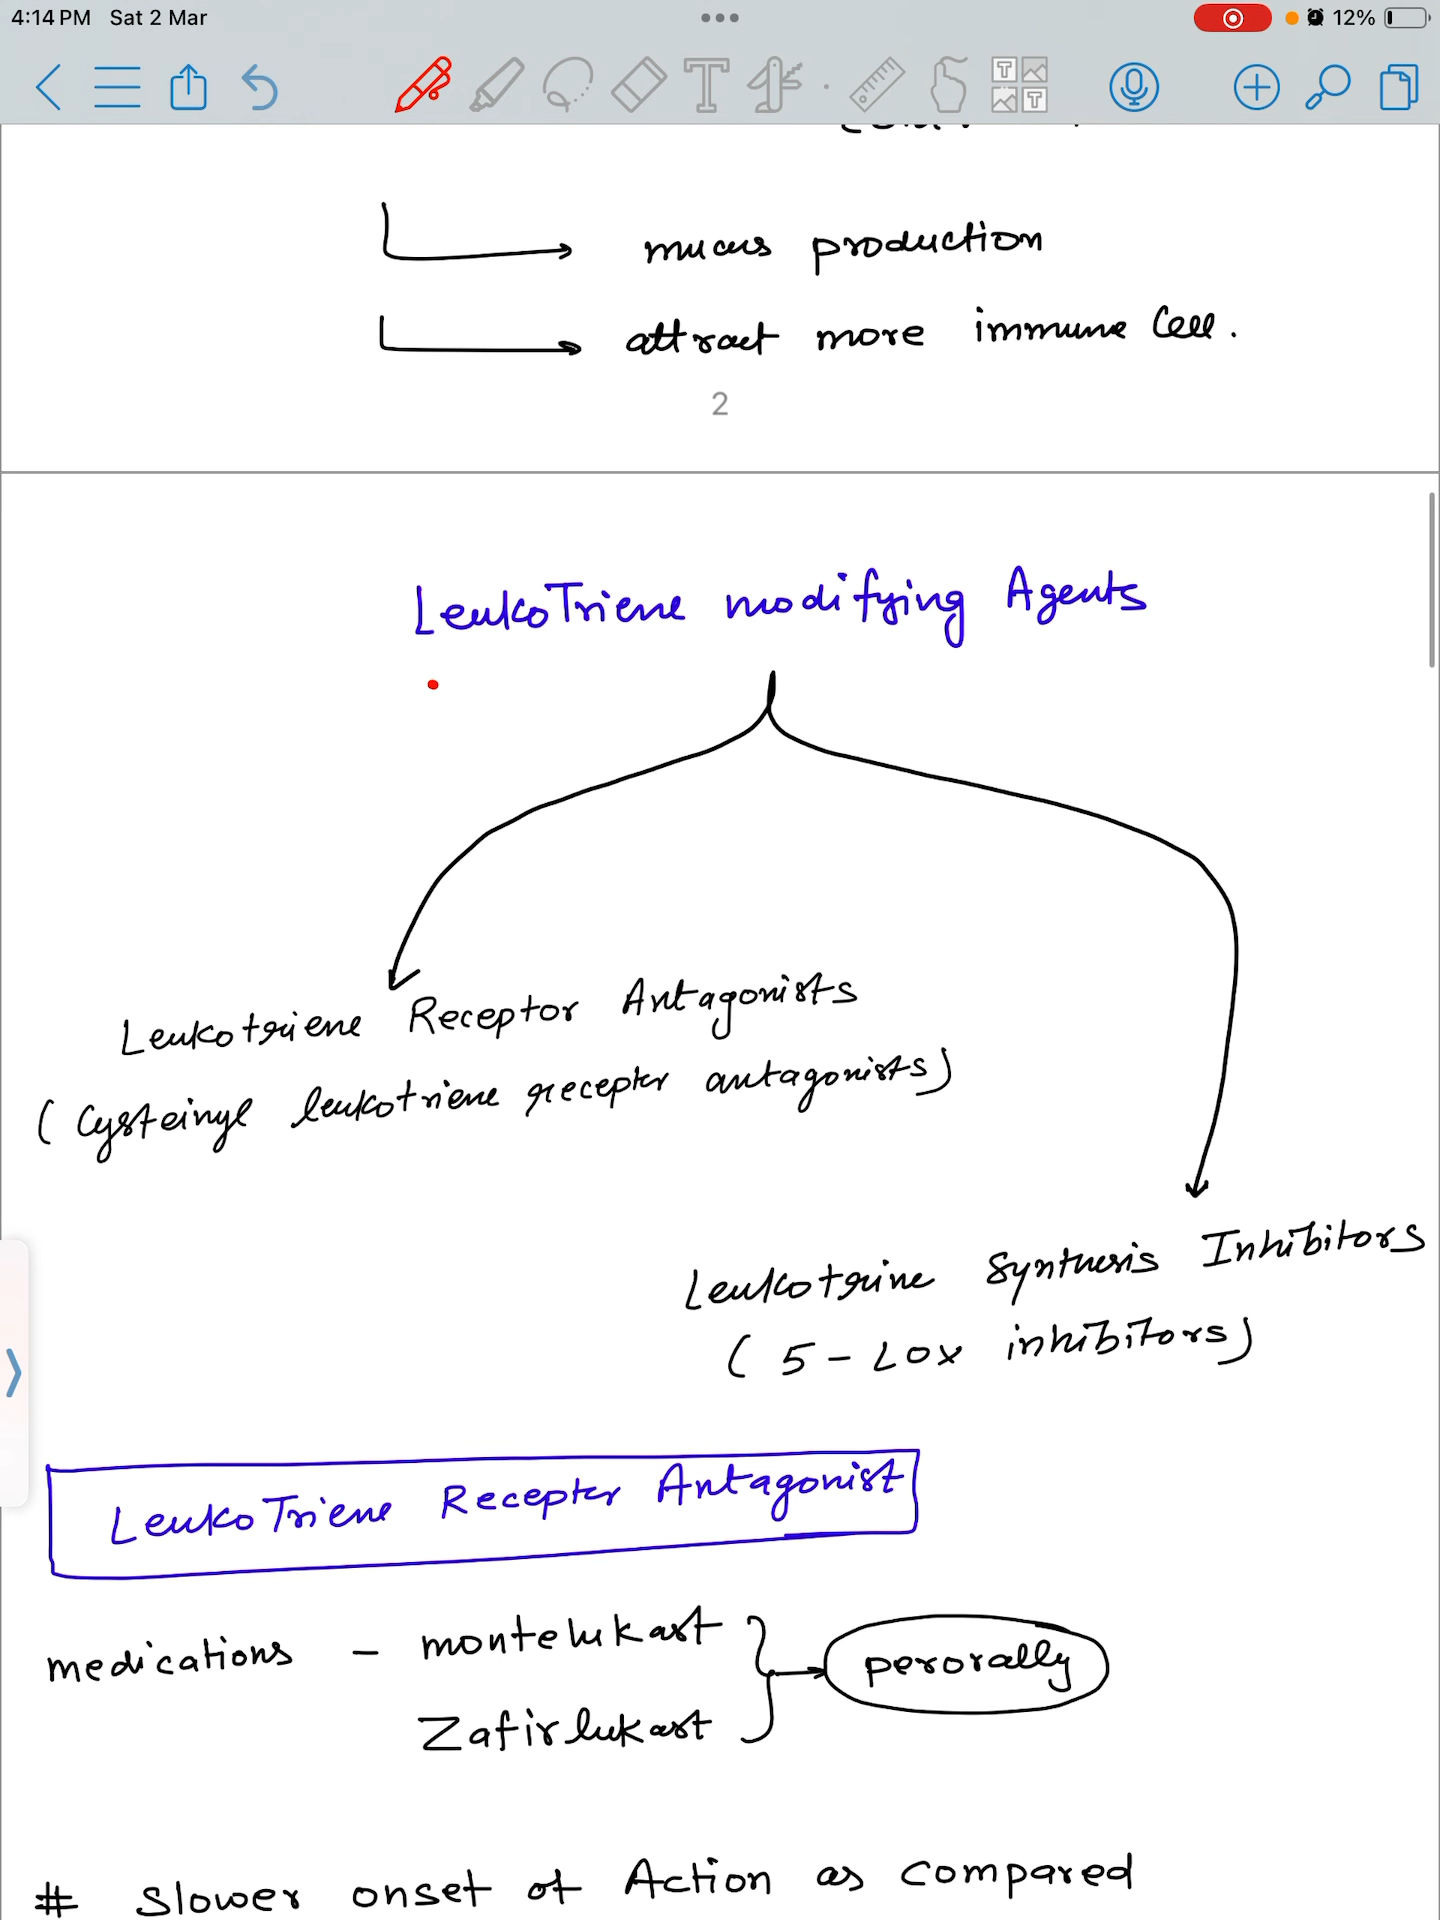 4:14 PM Sat 2 Mar
12%
mucus production
attract more immune Cell.
2
LeukoTriene modifying Agents
Leukotriene Receptor Antagonists
(Cysteinyl leukotriene receptor antagonists)
Leukotrine Synthesis Inhibitors
(5-Lox inhibitors)
LeukoTriene Receptor Antagonist
medications - montelukast
perorally
Zafirlukast
# Slower onset of Action as compared